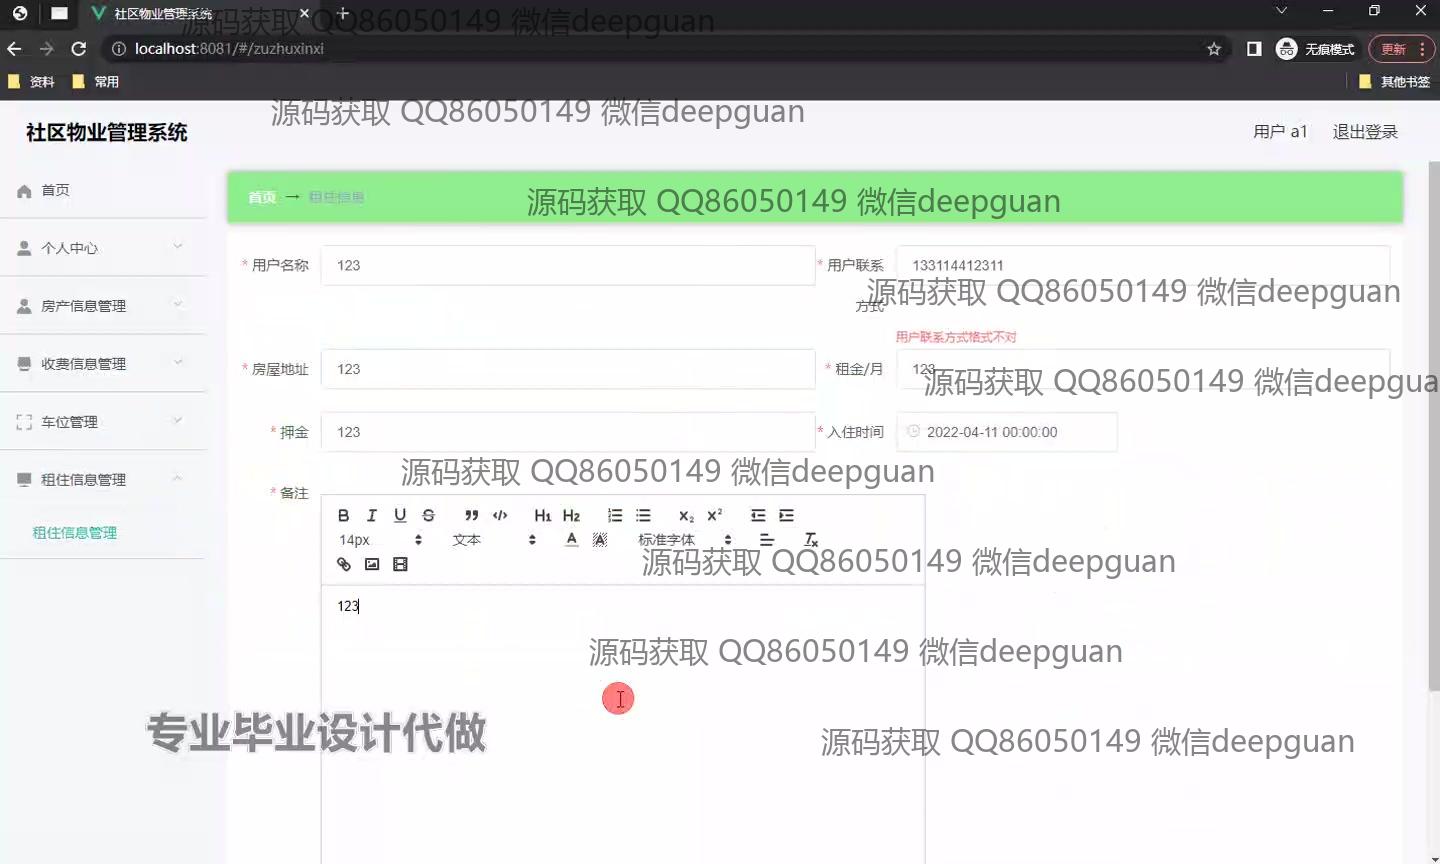 社区物业管理系统
源码获取 QQ86050149 微信deepguan
localhost:8081/#/zuzhuxinxi
无痕模式
更新
资料
常用
其他书签
源码获取 QQ86050149 微信deepguan
社区物业管理系统
用户 a1
退出登录
首页
个人中心
房产信息管理
收费信息管理
车位管理
租住信息管理
租住信息管理
首页 → 租住信息
源码获取 QQ86050149 微信deepguan
* 用户名称
123
* 用户联系方式
133114412311
源码获取 QQ86050149 微信deepguan
用户联系方式格式不对
* 房屋地址
123
* 租金/月
123
源码获取 QQ86050149 微信deepgua
* 押金
123
* 入住时间
2022-04-11 00:00:00
源码获取 QQ86050149 微信deepguan
* 备注
B I U S H1 H2 X2 X2
14px
文本
A A
标准字体
Tx
源码获取 QQ86050149 微信deepguan
123
源码获取 QQ86050149 微信deepguan
专业毕业设计代做
源码获取 QQ86050149 微信deepguan